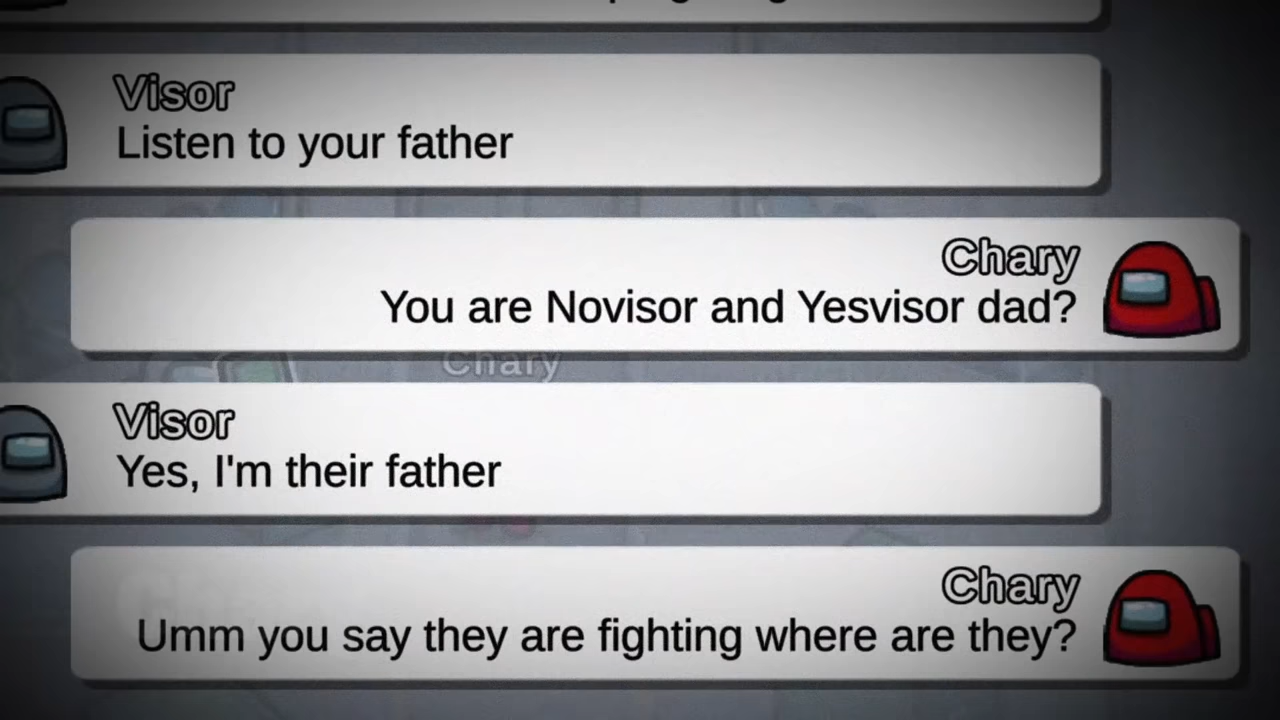 Visor
Listen to your father
Chary
You are Novisor and Yesvisor dad?
Chary
Visor
Yes, I'm their father
Chary
Umm you say they are fighting where are they?